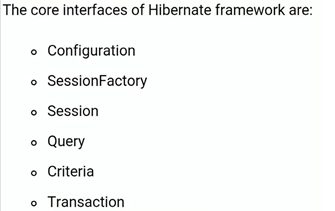 The core interfaces of Hibernate framework are:
Configuration
SessionFactory
Session
Query
Criteria
Transaction